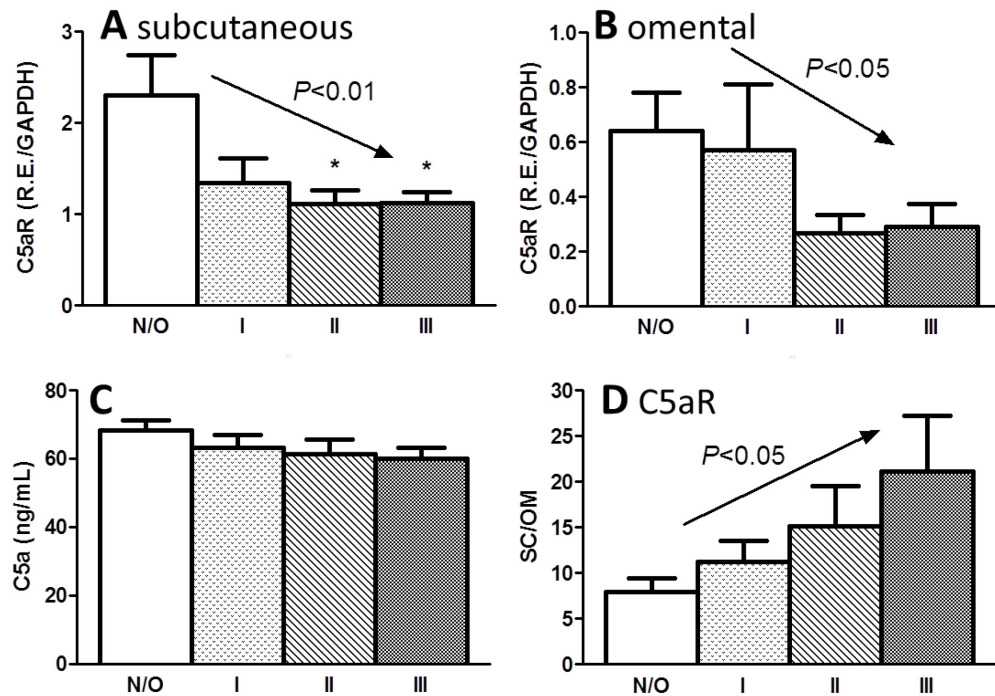 A subcutaneous
C5aR (R.E./GAPDH)
3
2
1
0
P<0.01
*
*
N/O I II III
B omental
C5aR (R.E./GAPDH)
1.0
0.8
0.6
0.4
0.2
0.0
P<0.05
N/O I II III
C
C5a (ng/mL)
80
60
40
20
0
N/O I II III
D C5aR
SC/OM
30
25
20
15
10
5
0
P<0.05
N/O I II III